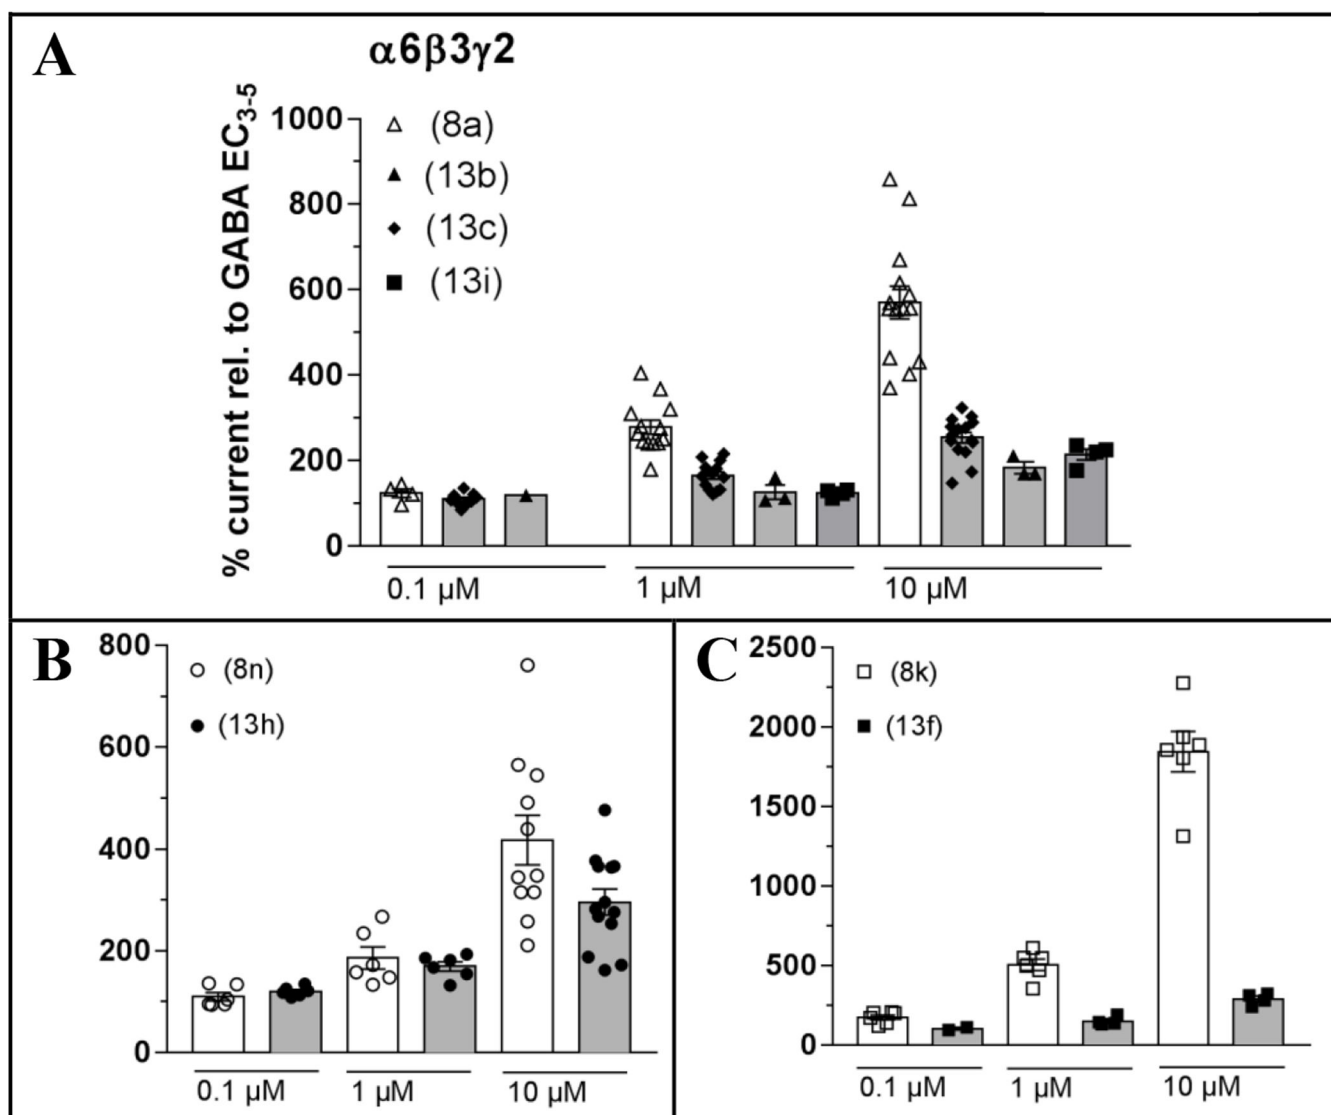 A
α6β3γ2
% current rel. to GABA EC3-5
1000
800
600
400
200
0
(8a)
(13b)
(13c)
(13i)
0.1 µM
1 µM
10 µM
B
800
600
400
200
0
(8n)
(13h)
0.1 µM
1 µM
10 µM
C
2500
2000
1500
1000
500
0
(8k)
(13f)
0.1 µM
1 µM
10 µM